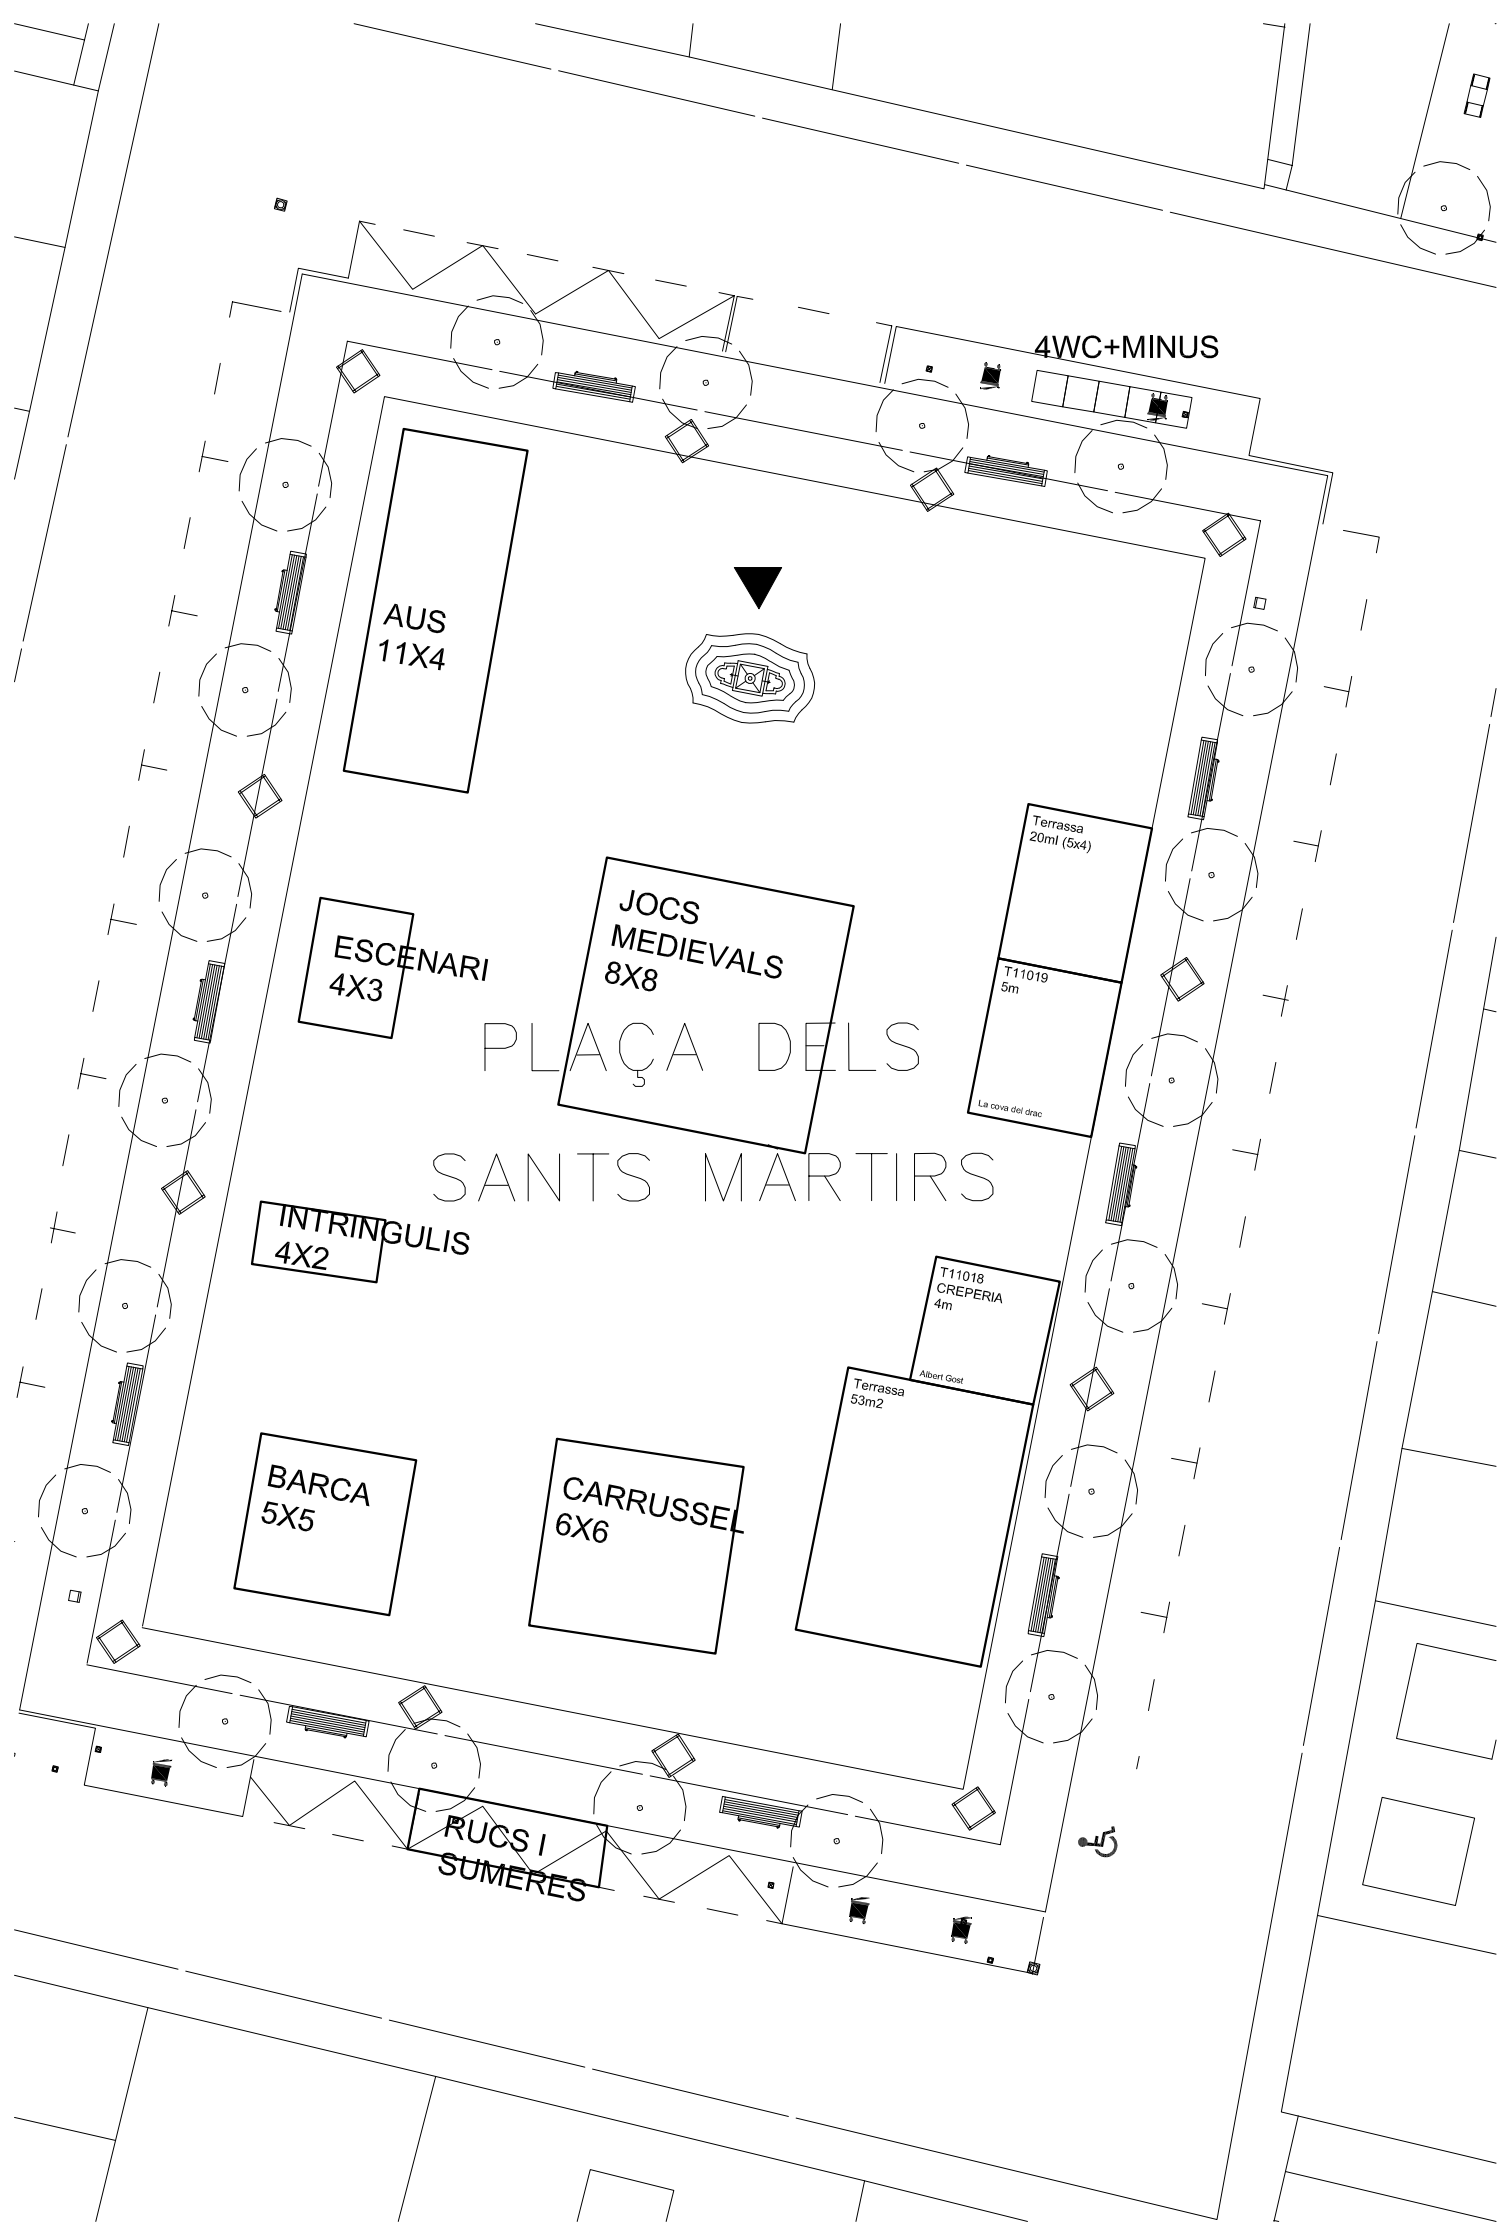 4WC+MINUS
AUS
11X4
Terrassa
20ml (5x4)
JOCS
MEDIEVALS
8X8
ESCENARI
4X3
T11019
5m
La cova del drac
PLAÇA DELS
SANTS MARTIRS
INTRINGULIS
4X2
T11018
CREPERIA
4m
Albert Gost
Terrassa
53m2
BARCA
5X5
CARRUSSEL
6X6
RUCS I
SUMERES